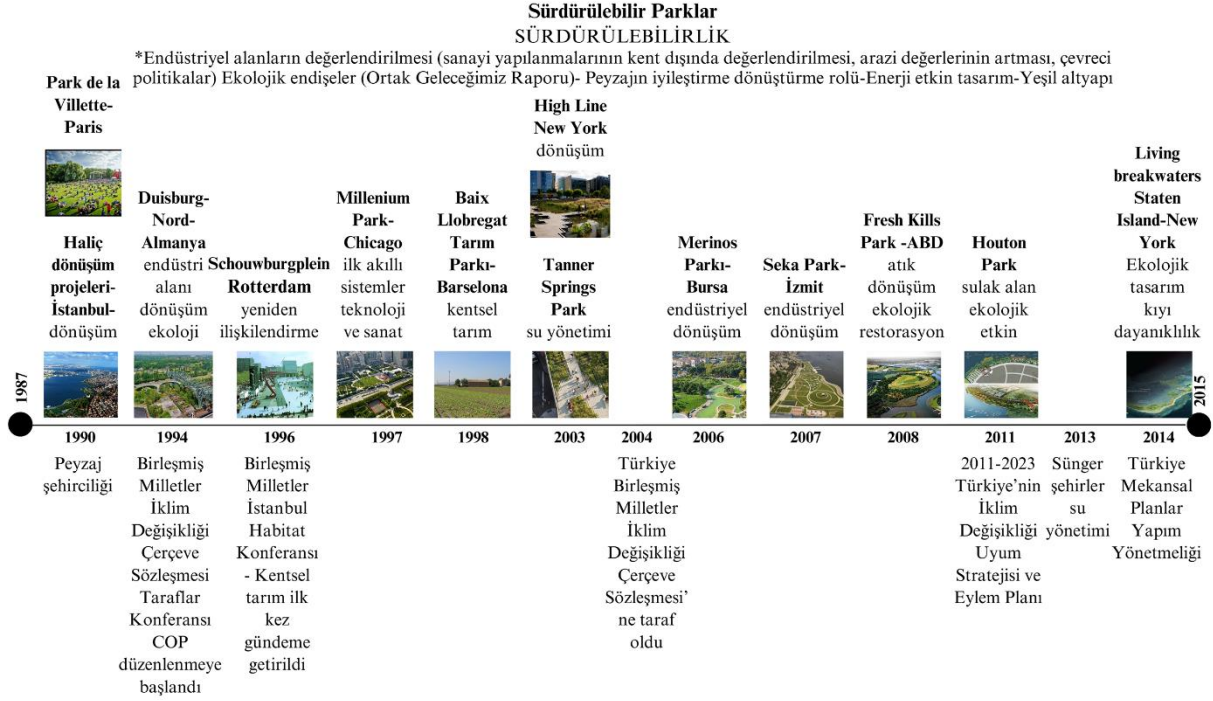 Sürdürülebilir Parklar
SÜRDÜRÜLEBİLİRLİK
*Endüstriyel alanların değerlendirilmesi (sanayi yapılanmalarının kent dışında değerlendirilmesi, arazi değerlerinin artması, çevreci
politikalar) Ekolojik endişeler (Ortak Geleceğimiz Raporu)- Peyzajın iyileştirme dönüştürme rolü-Enerji etkin tasarım-Yeşil altyapı
1987
Park de la
Villette-
Paris
Haliç
dönüşüm
projeleri-
İstanbul-
dönüşüm
Duisburg-
Nord-
Almanya
endüstri
alanı
dönüşüm
ekoloji
Schouwburgplein
Rotterdam
yeniden
ilişkilendirme
Millenium
Park-
Chicago
ilk akıllı
sistemler
teknoloji
ve sanat
Baix
Llobregat
Tarım
Parkı-
Barselona
kentsel
tarım
High Line
New York
dönüşüm
Tanner
Springs
Park
su yönetimi
Merinos
Parkı-
Bursa
endüstriyel
dönüşüm
Seka Park-
İzmit
endüstriyel
dönüşüm
Fresh Kills
Park -ABD
atık
dönüşüm
ekolojik
restorasyon
Houton
Park
sulak alan
ekolojik
etkin
Living
breakwaters
Staten
Island-New
York
Ekolojik
tasarım
kıyı
dayanıklılık
2015
1990
1994
1996
1997
1998
2003
2004
2006
2007
2008
2011
2013
2014
Peyzaj
şehirciliği
Birleşmiş
Milletler
İklim
Değişikliği
Çerçeve
Sözleşmesi
Taraflar
Konferansı
COP
düzenlenmeye
başlandı
Birleşmiş
Milletler
İstanbul
Habitat
Konferansı
- Kentsel
tarım ilk
kez
gündeme
getirildi
Türkiye
Birleşmiş
Milletler
İklim
Değişikliği
Çerçeve
Sözleşmesi’
ne taraf
oldu
2011-2023
Türkiye’nin
İklim
Değişikliği
Uyum
Stratejisi ve
Eylem Planı
Sünger
şehirler
su
yönetimi
Türkiye
Mekansal
Planlar
Yapım
Yönetmeliği